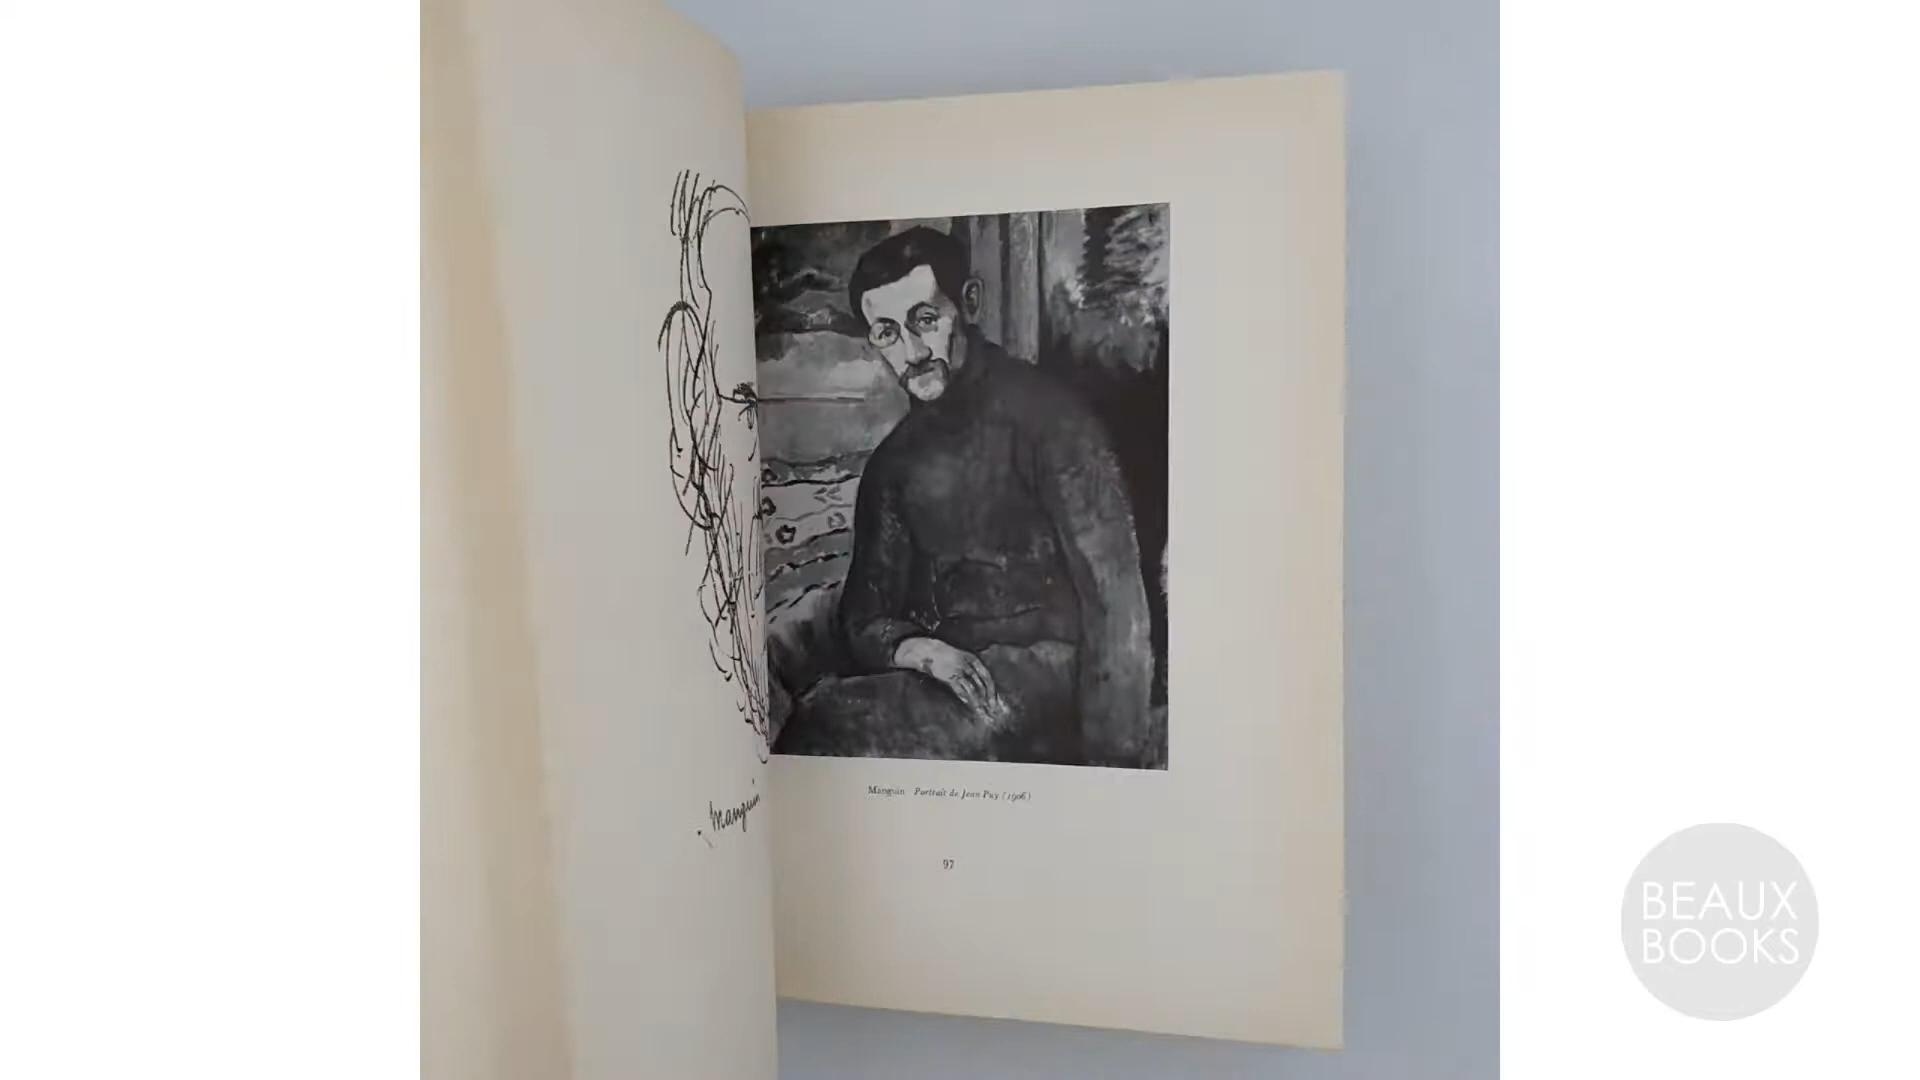 Manguin
Manguin Portrait de Jean Puy (1906)
97
BEAUX
BOOKS